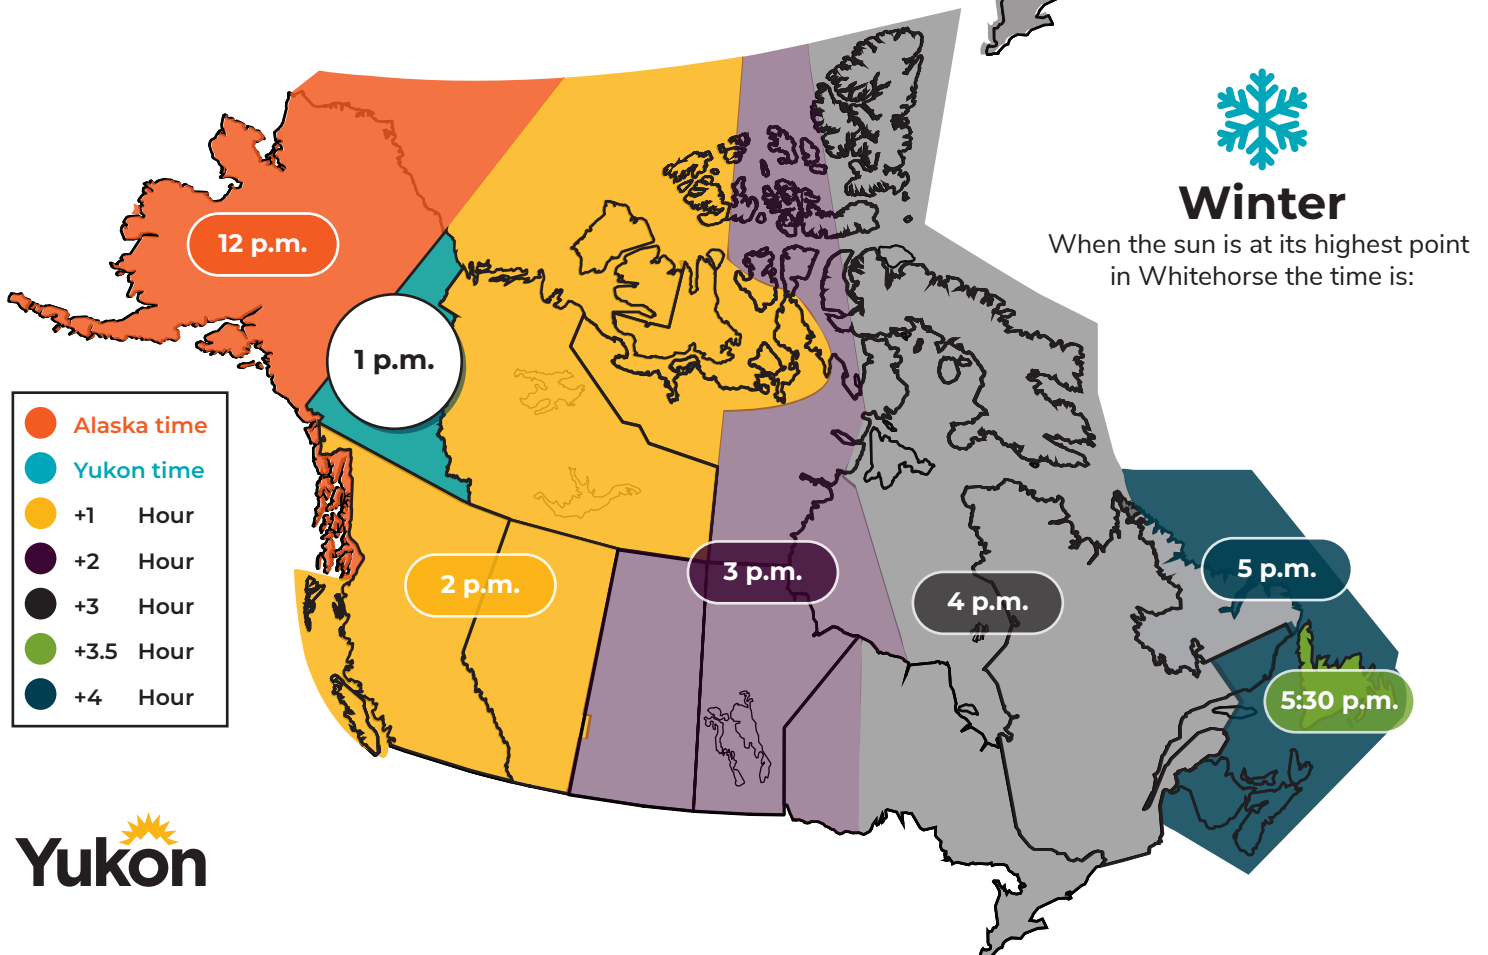 Winter
When the sun is at its highest point
in Whitehorse the time is:
12 p.m.
1 p.m.
2 p.m.
3 p.m.
4 p.m.
5 p.m.
5:30 p.m.
Alaska time
Yukon time
+1 Hour
+2 Hour
+3 Hour
+3.5 Hour
+4 Hour
Yukon